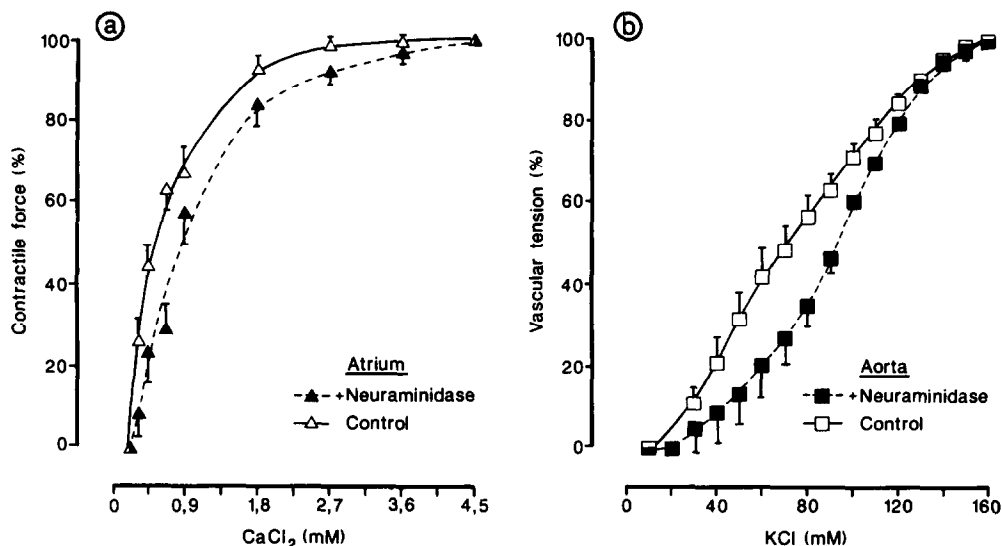 a
100
80
60
40
20
0
Contractile force (%)
Atrium
+Neuraminidase
Control
0 0,9 1,8 2,7 3,6 4,5
CaCl₂ (mM)
b
100
80
60
40
20
0
Vascular tension (%)
Aorta
+Neuraminidase
Control
0 40 80 120 160
KCl (mM)